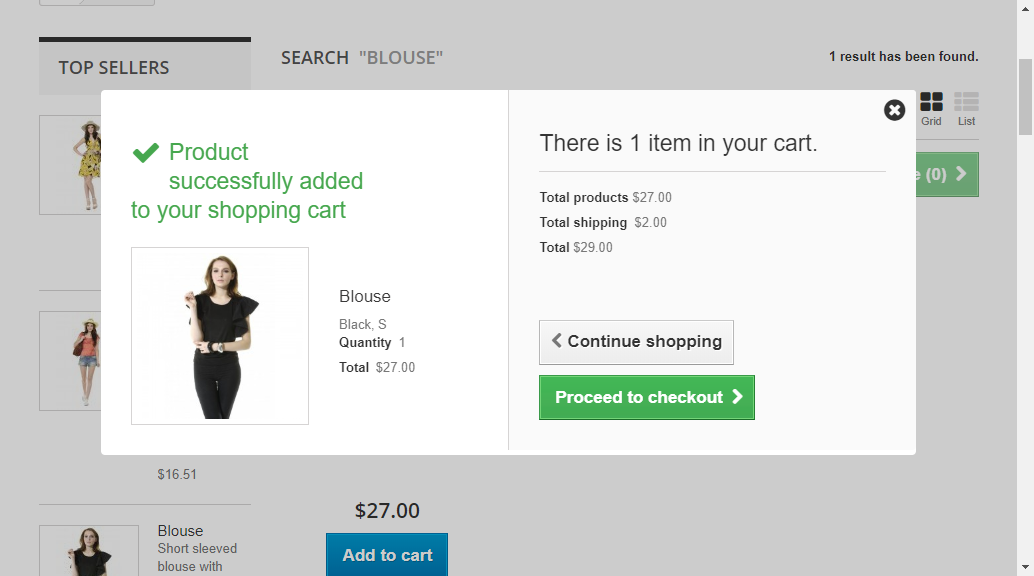 TOP SELLERS
SEARCH "BLOUSE"
1 result has been found.
Grid
List
e (0)
Product
successfully added
to your shopping cart
Blouse
Black, S
Quantity 1
Total $27.00
There is 1 item in your cart.
Total products $27.00
Total shipping $2.00
Total $29.00
Continue shopping
Proceed to checkout
$16.51
Blouse
Short sleeved
blouse with
$27.00
Add to cart